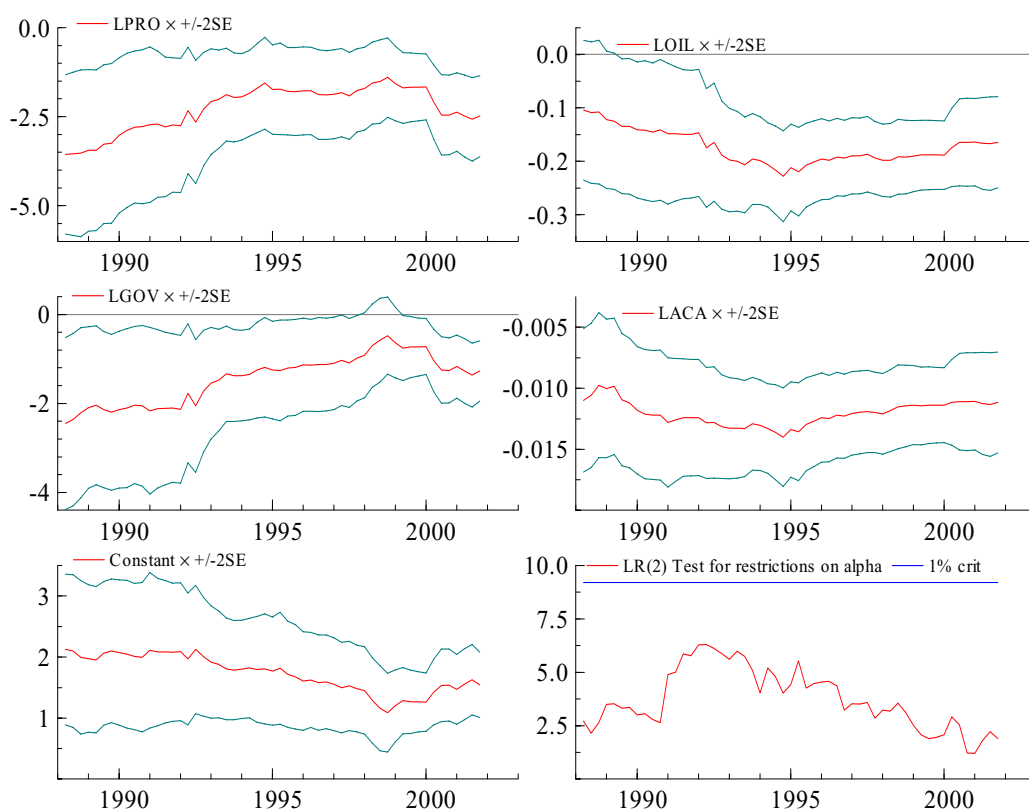 LPRO × +/-2SE
0.0
-2.5
-5.0
1990 1995 2000
LOIL × +/-2SE
0.0
-0.1
-0.2
-0.3
1990 1995 2000
LGOV × +/-2SE
0
-2
-4
1990 1995 2000
LACA × +/-2SE
-0.005
-0.010
-0.015
1990 1995 2000
Constant × +/-2SE
3
2
1
1990 1995 2000
LR(2) Test for restrictions on alpha 1% crit
10.0
7.5
5.0
2.5
1990 1995 2000